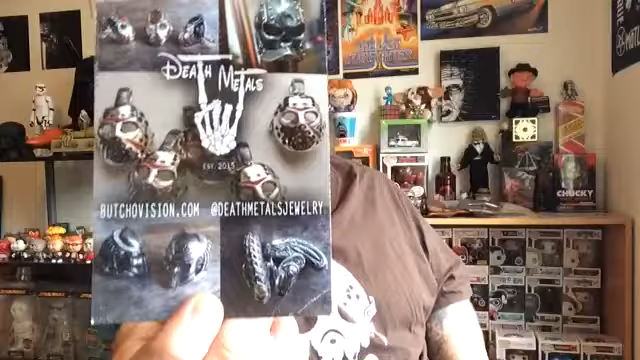 DEATH METALS
EST. 2015
BUTCHOVISION.COM @DEATHMETALSJEWELRY
CHUCKY